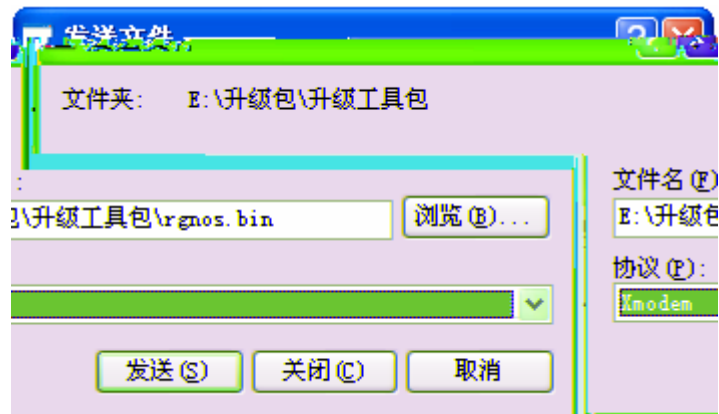 发送文件
文件夹: E:\升级包\升级工具包
:
包\升级工具包\rgnos.bin 浏览(B)...
发送(S) 关闭(C) 取消
文件名(F)
E:\升级包
协议(P):
Xmodem